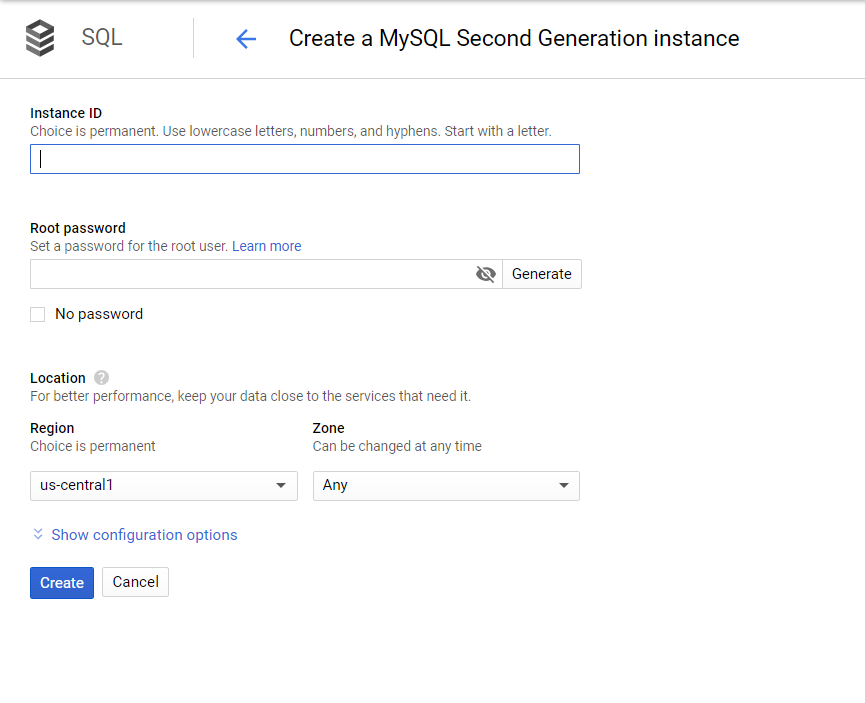 SQL
Create a MySQL Second Generation instance
Instance ID
Choice is permanent. Use lowercase letters, numbers, and hyphens. Start with a letter.
Root password
Set a password for the root user. Learn more
Generate
No password
Location ?
For better performance, keep your data close to the services that need it.
Region
Choice is permanent
us-central1
Zone
Can be changed at any time
Any
Show configuration options
Create
Cancel